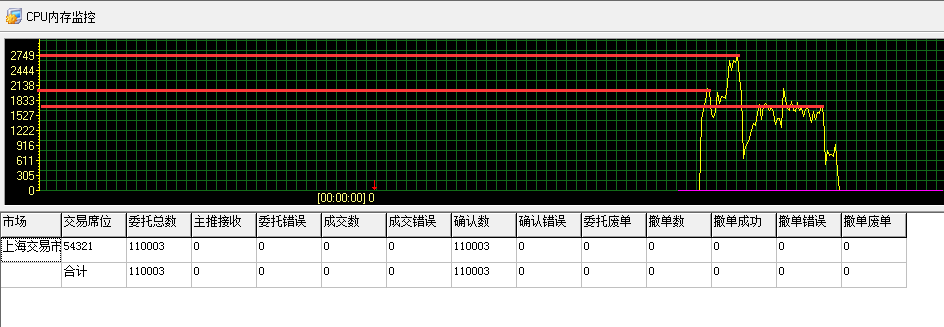 CPU内存监控
2749
2444
2138
1833
1527
1222
916
611
305
0
[00:00:00] 0
市场 交易席位 委托总数 主推接收 委托错误 成交数 成交错误 确认数 确认错误 委托废单 撤单数 撤单成功 撤单错误 撤单废单
上海交易市 54321 110003 0 0 0 0 110003 0 0 0 0 0 0
合计 110003 0 0 0 0 110003 0 0 0 0 0 0